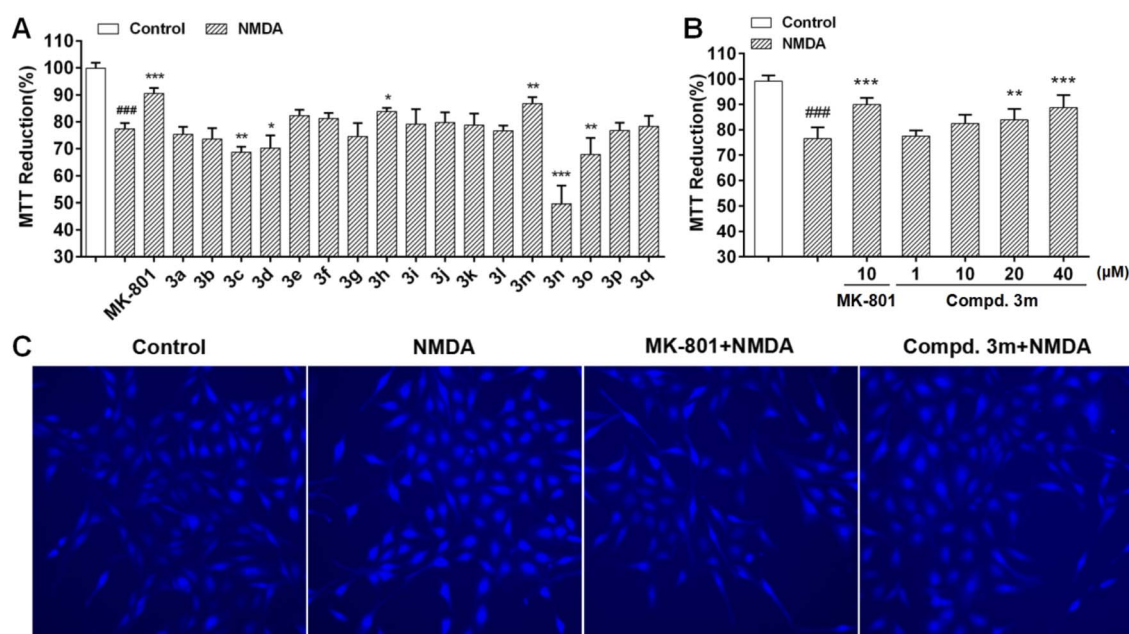 A
Control NMDA
MTT Reduction(%)
110
100
90
80
70
60
50
40
30
### *** ** * * ** *** **
MK-801 3a 3b 3c 3d 3e 3f 3g 3h 3i 3j 3k 3l 3m 3n 3o 3p 3q
B
Control
NMDA
MTT Reduction(%)
110
100
90
80
70
60
50
40
30
### *** ** ***
10 1 10 20 40 (μM)
MK-801 Compd. 3m
C
Control NMDA MK-801+NMDA Compd. 3m+NMDA